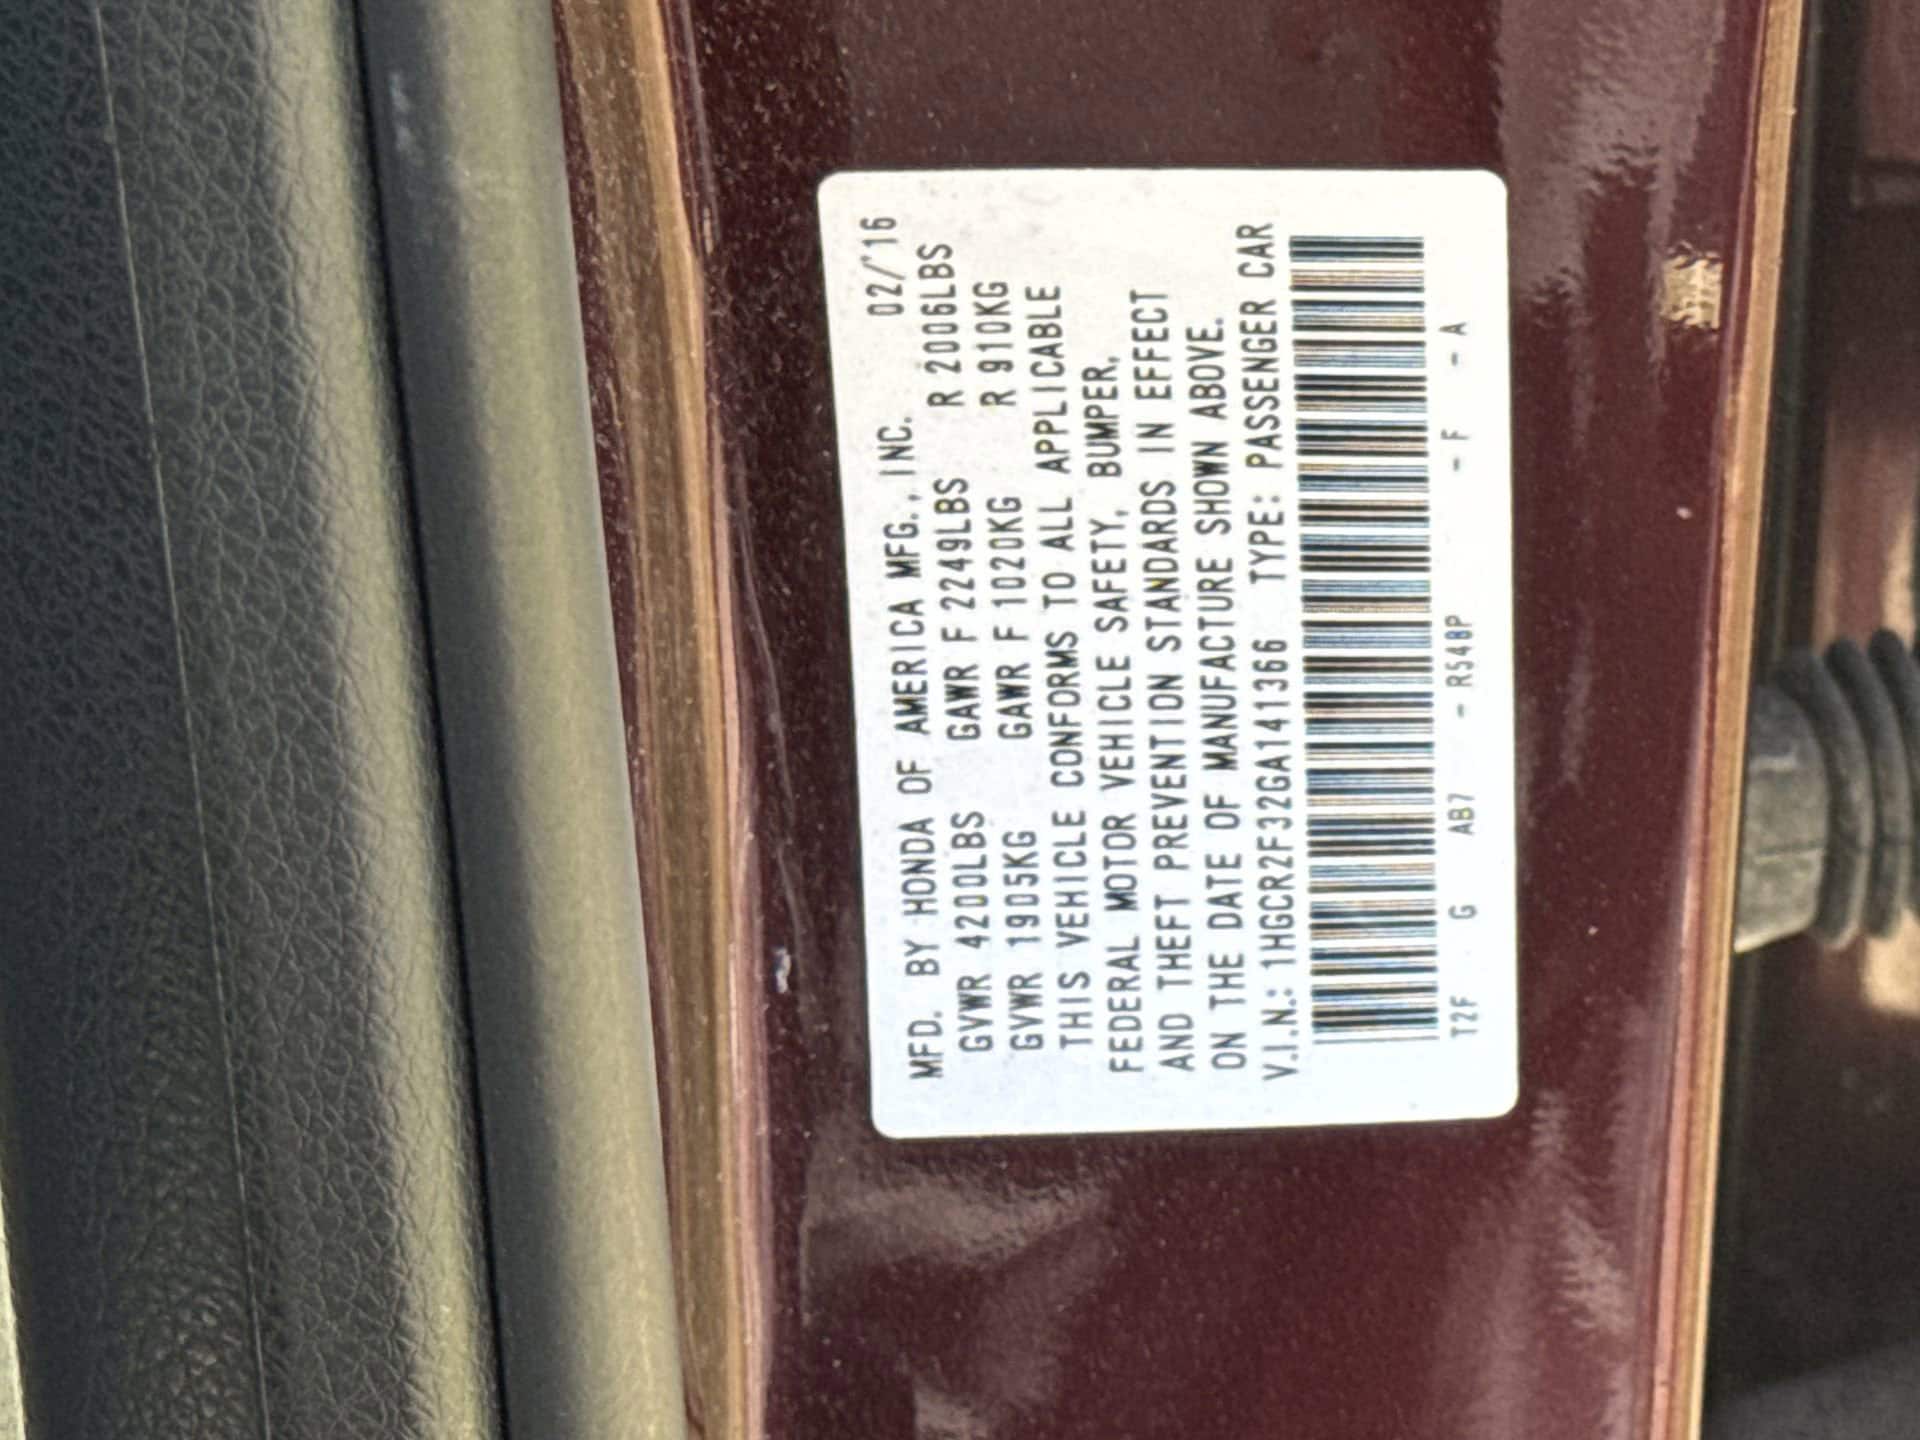 MFD. BY HONDA OF AMERICA MFG., INC. 02/'16
GVWR 4200LBS GAWR F 2249LBS R 2006LBS
GVWR 1905KG GAWR F 1020KG R 910KG
THIS VEHICLE CONFORMS TO ALL APPLICABLE
FEDERAL MOTOR VEHICLE SAFETY, BUMPER,
AND THEFT PREVENTION STANDARDS IN EFFECT
ON THE DATE OF MANUFACTURE SHOWN ABOVE.
V.I.N.: 1HGCR2F32GA141366 TYPE: PASSENGER CAR
T2F G AB7 - R548P - F - A